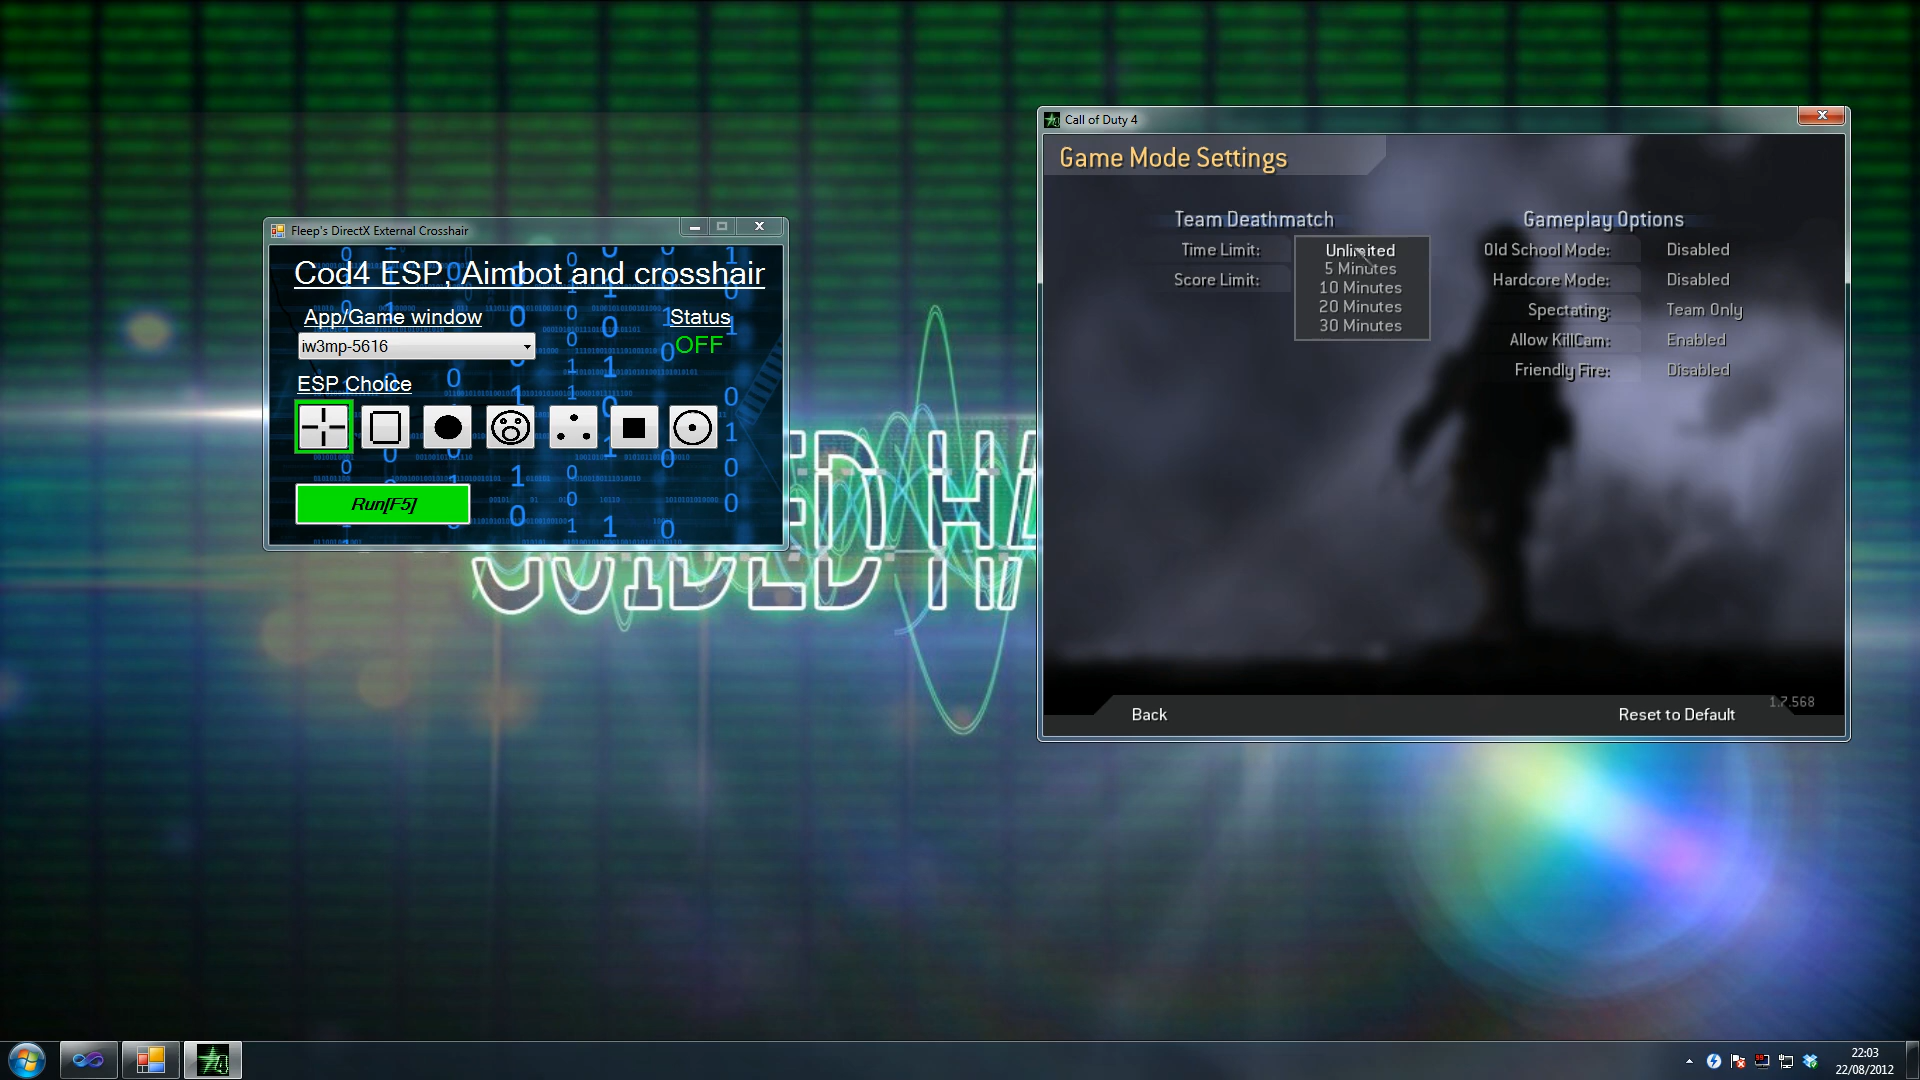 Fleep's DirectX External Crosshair
Cod4 ESP, Aimbot and crosshair
App/Game window
Status
iw3mp-5616
OFF
ESP Choice
Run[F5]
GUIDED HA
Call of Duty 4
Game Mode Settings
Team Deathmatch
Time Limit:
Score Limit:
Unlimited
5 Minutes
10 Minutes
20 Minutes
30 Minutes
Gameplay Options
Old School Mode: Disabled
Hardcore Mode: Disabled
Spectating: Team Only
Allow KillCam: Enabled
Friendly Fire: Disabled
1.7.568
Back
Reset to Default
22:03
22/08/2012